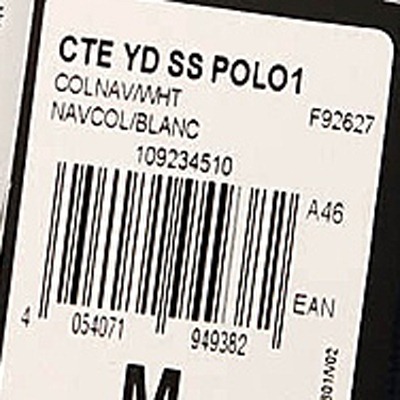 CTE YD SS POLO1
COLNAV/WHT
F92627
NAVCOL/BLANC
109234510
A46
EAN
4 054071 949382
M